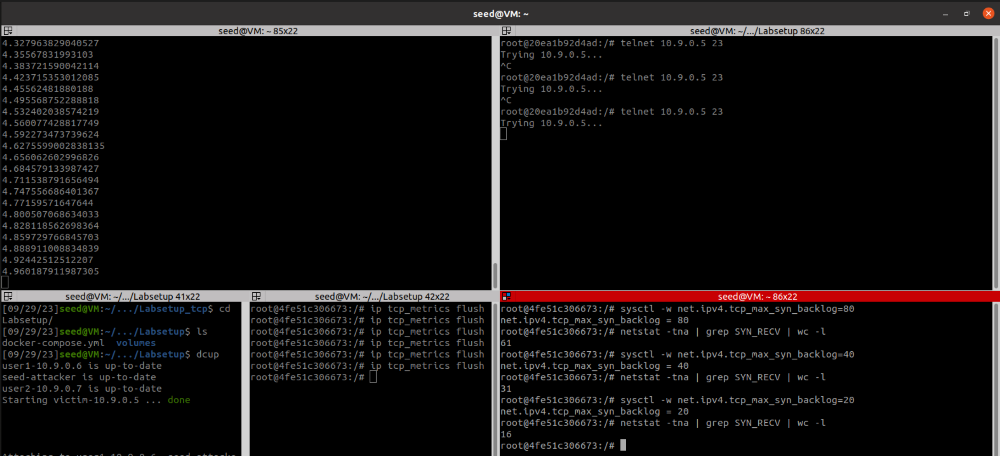 seed@VM: ~
seed@VM: ~ 85x22
4.327963829040527
4.35567831993103
4.383721590042114
4.423715353012085
4.45562481880188
4.495568752288818
4.532402038574219
4.560077428817749
4.592273473739624
4.6275599002838135
4.656062602996826
4.684579133987427
4.711538791656494
4.747556686401367
4.77159571647644
4.800507068634033
4.828118562698364
4.859729766845703
4.888911008834839
4.92442512512207
4.960187911987305
seed@VM: ~/.../Labsetup 86x22
root@20ea1b92d4ad:/# telnet 10.9.0.5 23
Trying 10.9.0.5...
^C
root@20ea1b92d4ad:/# telnet 10.9.0.5 23
Trying 10.9.0.5...
^C
root@20ea1b92d4ad:/# telnet 10.9.0.5 23
Trying 10.9.0.5...
seed@VM: ~/.../Labsetup 41x22
[09/29/23]seed@VM:~/.../Labsetup_tcp$ cd
Labsetup/
[09/29/23]seed@VM:~/.../Labsetup$ ls
docker-compose.yml  volumes
[09/29/23]seed@VM:~/.../Labsetup$ dcup
user1-10.9.0.6 is up-to-date
seed-attacker is up-to-date
user2-10.9.0.7 is up-to-date
Starting victim-10.9.0.5 ... done
Attaching to user1-10.9.0.6, seed-attacke
seed@VM: ~/.../Labsetup 42x22
root@4fe51c306673:/# ip tcp_metrics flush
root@4fe51c306673:/# ip tcp_metrics flush
root@4fe51c306673:/# ip tcp_metrics flush
root@4fe51c306673:/# ip tcp_metrics flush
root@4fe51c306673:/# ip tcp_metrics flush
root@4fe51c306673:/# ip tcp_metrics flush
root@4fe51c306673:/#
seed@VM: ~ 86x22
root@4fe51c306673:/# sysctl -w net.ipv4.tcp_max_syn_backlog=80
net.ipv4.tcp_max_syn_backlog = 80
root@4fe51c306673:/# netstat -tna | grep SYN_RECV | wc -l
61
root@4fe51c306673:/# sysctl -w net.ipv4.tcp_max_syn_backlog=40
net.ipv4.tcp_max_syn_backlog = 40
root@4fe51c306673:/# netstat -tna | grep SYN_RECV | wc -l
31
root@4fe51c306673:/# sysctl -w net.ipv4.tcp_max_syn_backlog=20
net.ipv4.tcp_max_syn_backlog = 20
root@4fe51c306673:/# netstat -tna | grep SYN_RECV | wc -l
16
root@4fe51c306673:/#